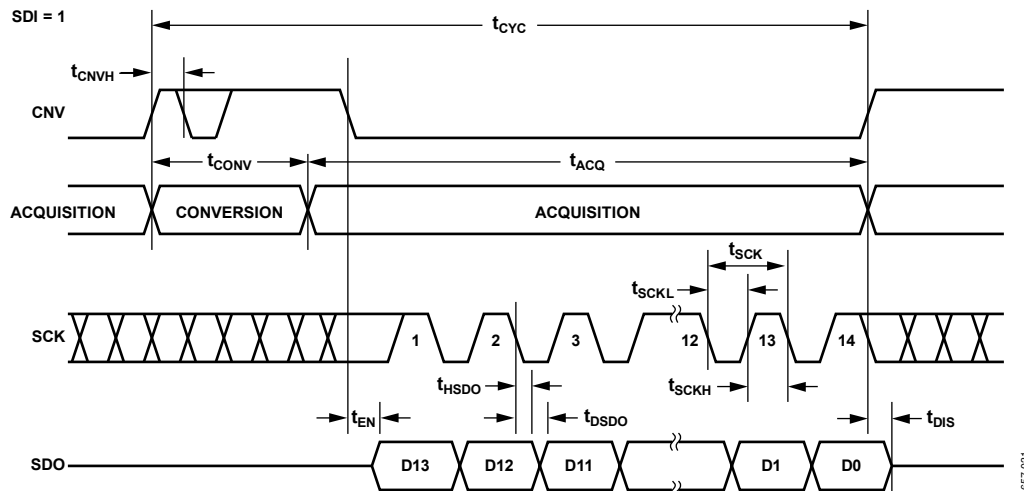 SDI = 1
tCYC
tCNVH
CNV
tCONV
tACQ
ACQUISITION
CONVERSION
ACQUISITION
tSCK
tSCKL
SCK
1
2
3
12
13
14
tHSDO
tSCKH
tEN
tDSDO
tDIS
SDO
D13
D12
D11
D1
D0